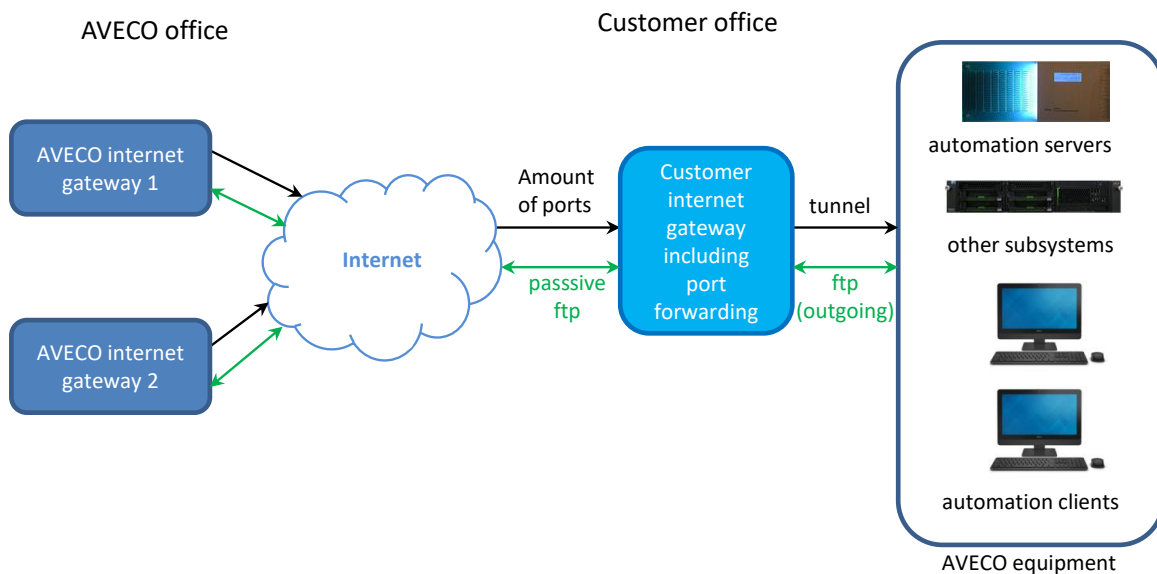 AVECO office
Customer office
AVECO internet
gateway 1
AVECO internet
gateway 2
Internet
Amount
of ports
passsive
ftp
Customer
internet
gateway
including
port
forwarding
tunnel
ftp
(outgoing)
automation servers
other subsystems
automation clients
AVECO equipment